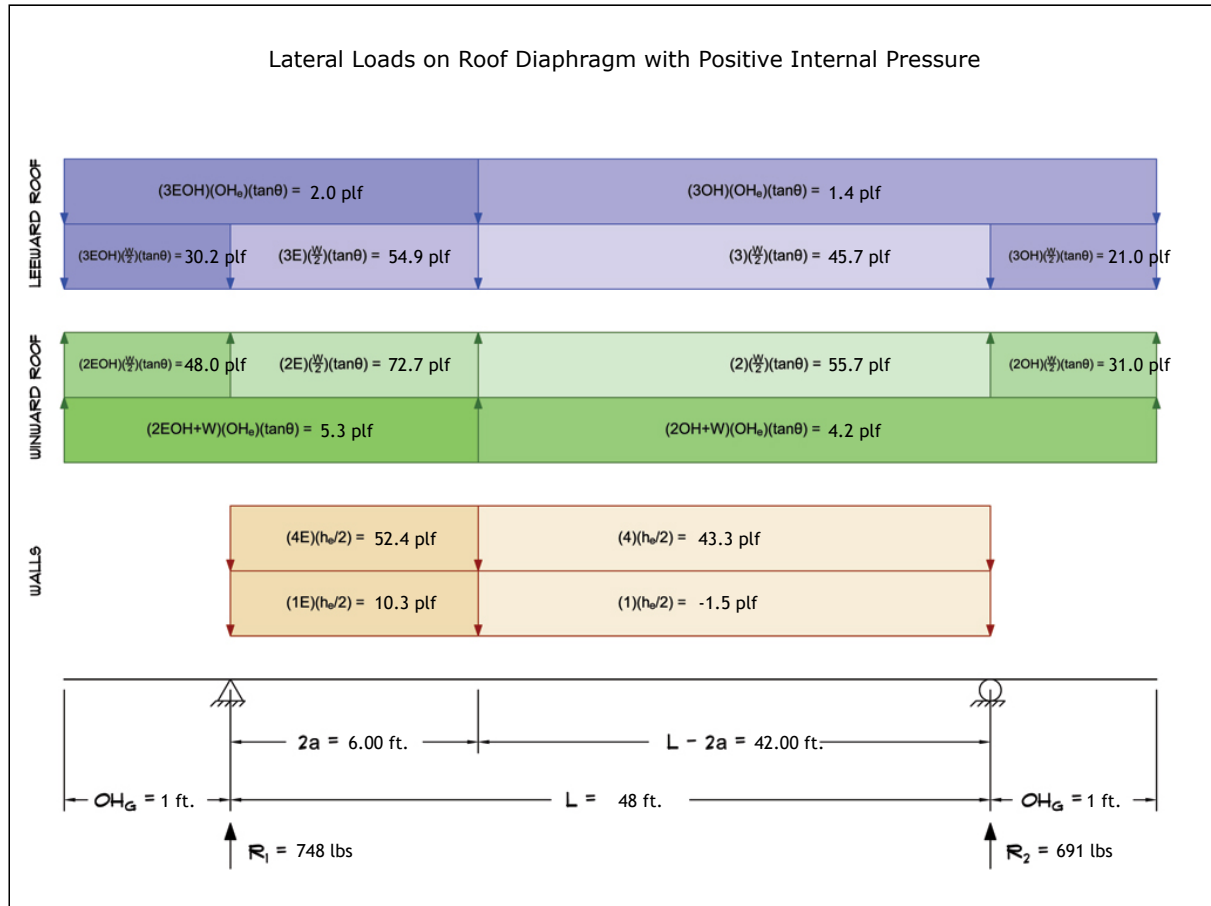 Lateral Loads on Roof Diaphragm with Positive Internal Pressure
LEEWARD ROOF
(3EOH)(OHₑ)(tanθ) = 2.0 plf
(3OH)(OHₑ)(tanθ) = 1.4 plf
(3EOH)(W/2)(tanθ) = 30.2 plf
(3E)(W/2)(tanθ) = 54.9 plf
(3)(W/2)(tanθ) = 45.7 plf
(3OH)(W/2)(tanθ) = 21.0 plf
WINWARD ROOF
(2EOH)(W/2)(tanθ) = 48.0 plf
(2E)(W/2)(tanθ) = 72.7 plf
(2)(W/2)(tanθ) = 55.7 plf
(2OH)(W/2)(tanθ) = 31.0 plf
(2EOH+W)(OHₑ)(tanθ) = 5.3 plf
(2OH+W)(OHₑ)(tanθ) = 4.2 plf
WALLS
(4E)(hₑ/2) = 52.4 plf
(4)(hₑ/2) = 43.3 plf
(1E)(hₑ/2) = 10.3 plf
(1)(hₑ/2) = -1.5 plf
2a = 6.00 ft.
L - 2a = 42.00 ft.
OH_G = 1 ft.
L = 48 ft.
OH_G = 1 ft.
R₁ = 748 lbs
R₂ = 691 lbs